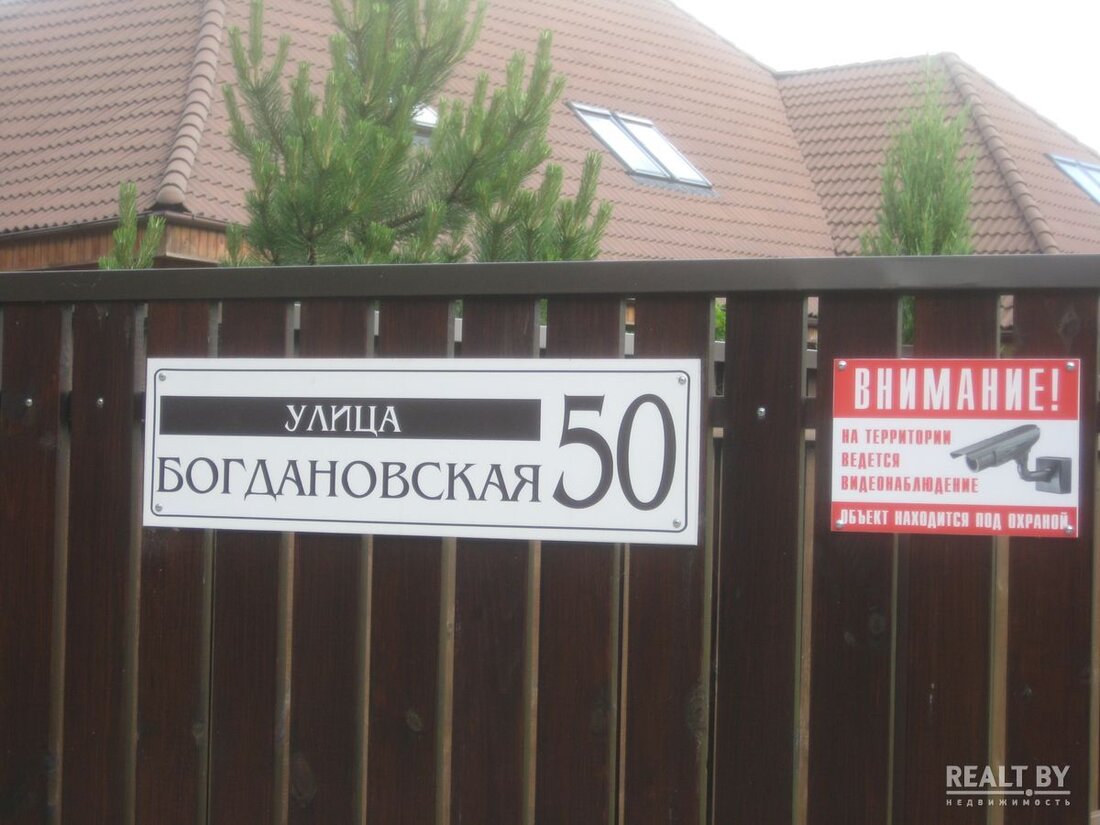 УЛИЦА
БОГДАНОВСКАЯ 50
ВНИМАНИЕ!
НА ТЕРРИТОРИИ
ВЕДЕТСЯ
ВИДЕОНАБЛЮДЕНИЕ
ОБЪЕКТ НАХОДИТСЯ ПОД ОХРАНОЙ
REALT.BY
НЕДВИЖИМОСТЬ